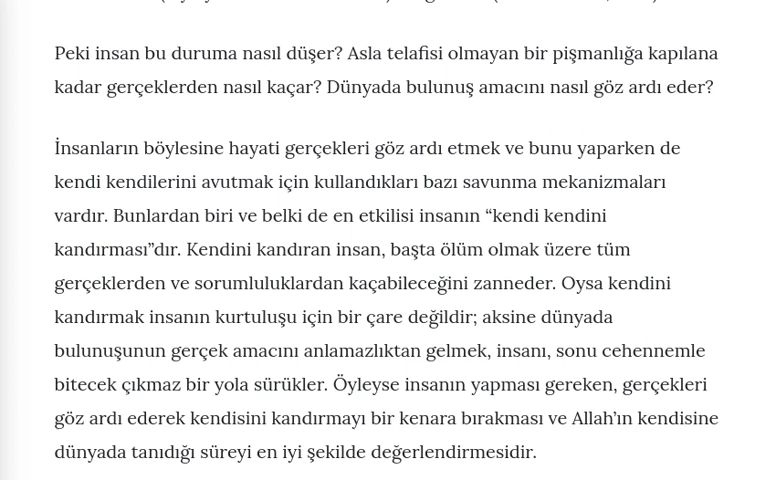 Peki insan bu duruma nasıl düşer? Asla telafisi olmayan bir pişmanlığa kapılana
kadar gerçeklerden nasıl kaçar? Dünyada bulunuş amacını nasıl göz ardı eder?
İnsanların böylesine hayati gerçekleri göz ardı etmek ve bunu yaparken de
kendi kendilerini avutmak için kullandıkları bazı savunma mekanizmaları
vardır. Bunlardan biri ve belki de en etkilisi insanın “kendi kendini
kandırması”dır. Kendini kandıran insan, başta ölüm olmak üzere tüm
gerçeklerden ve sorumluluklardan kaçabileceğini zanneder. Oysa kendini
kandırmak insanın kurtuluşu için bir çare değildir; aksine dünyada
bulunuşunun gerçek amacını anlamazlıktan gelmek, insanı, sonu cehennemle
bitecek çıkmaz bir yola sürükler. Öyleyse insanın yapması gereken, gerçekleri
göz ardı ederek kendisini kandırmayı bir kenara bırakması ve Allah’ın kendisine
dünyada tanıdığı süreyi en iyi şekilde değerlendirmesidir.